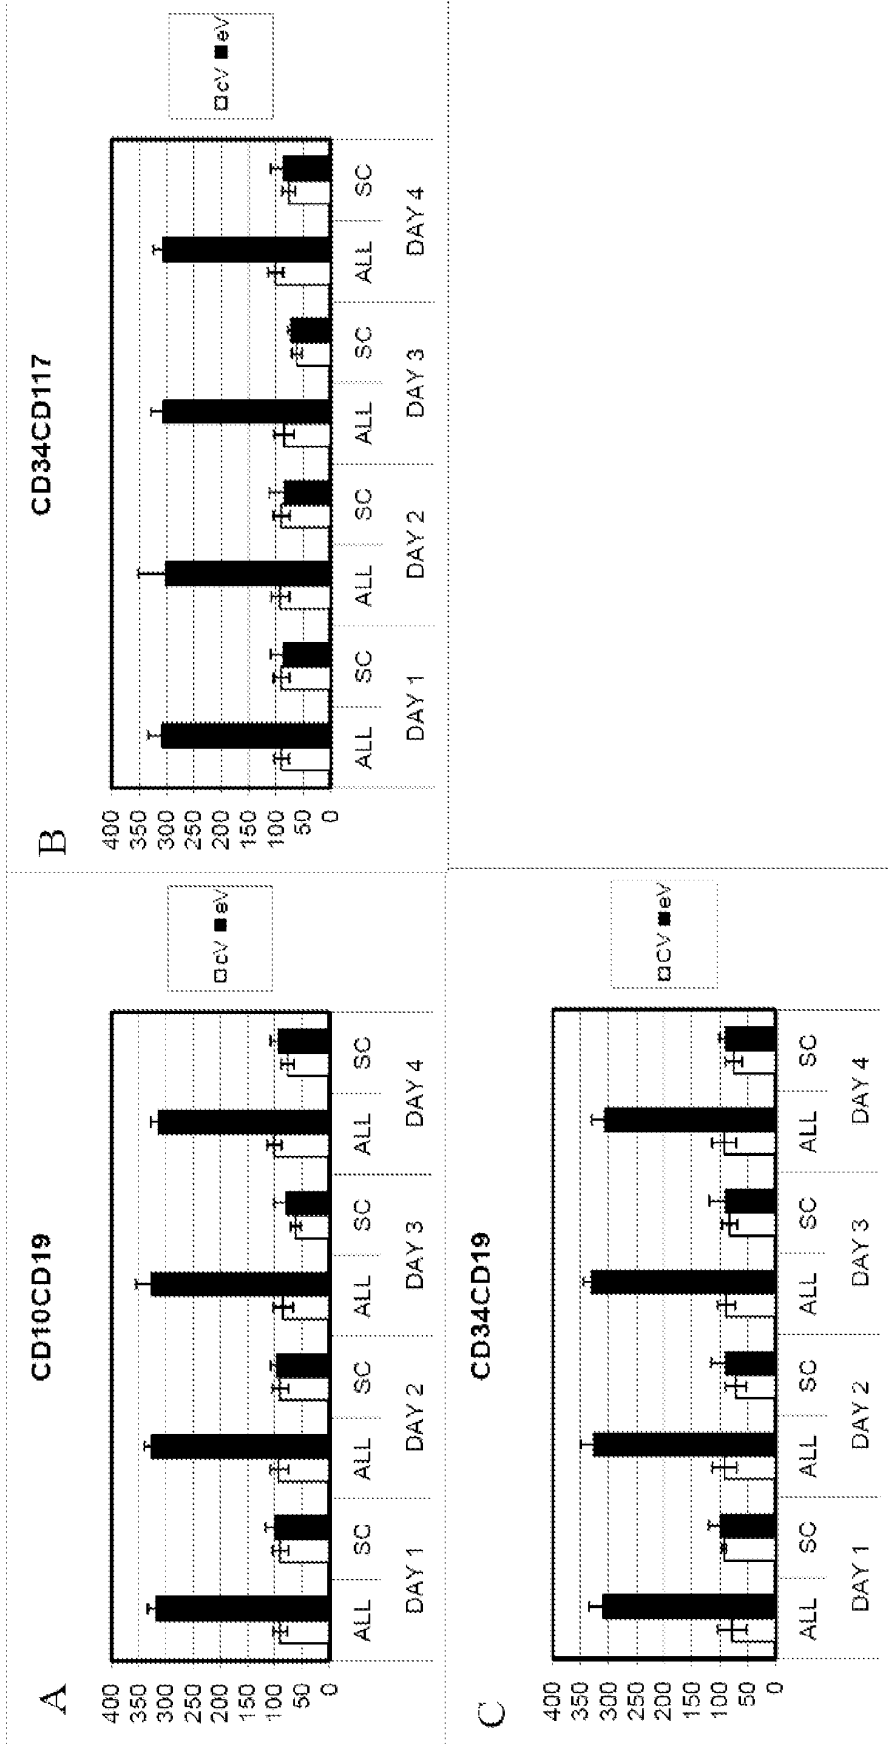 A
CD10CD19
400
350
300
250
200
150
100
50
0
ALL SC ALL SC ALL SC ALL SC
DAY 1 DAY 2 DAY 3 DAY 4
cV eV
B
CD34CD117
400
350
300
250
200
150
100
50
0
ALL SC ALL SC ALL SC ALL SC
DAY 1 DAY 2 DAY 3 DAY 4
cV eV
C
CD34CD19
400
350
300
250
200
150
100
50
0
ALL SC ALL SC ALL SC ALL SC
DAY 1 DAY 2 DAY 3 DAY 4
CV eV